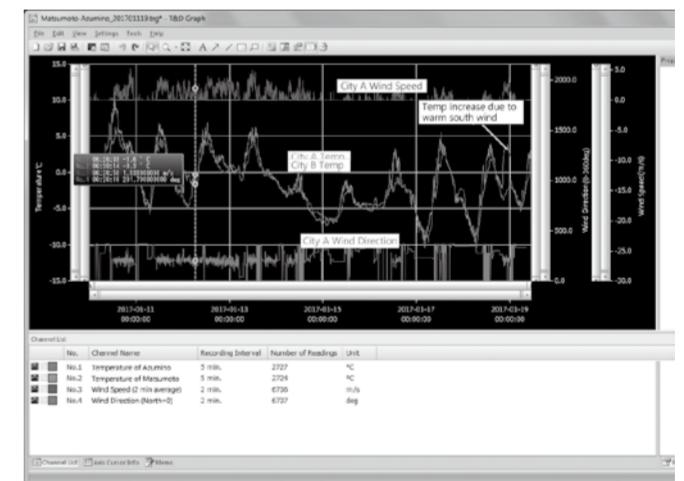 Matsumoto-Azumino_20170111319.trg* - T&D Graph
File Edit View Settings Tools Help
City A Wind Speed
Temp increase due to
warm south wind
City A Temp
City B Temp
City A Wind Direction
Temperature °C
15.0
10.0
5.0
0.0
-5.0
-10.0
-15.0
2000.0
1500.0
1000.0
500.0
0.0
Wind Direction (0-360deg)
5.0
0.0
-10.0
-15.0
-20.0
-25.0
-30.0
Wind Speed (m/s)
2017-01-11 2017-01-13 2017-01-15 2017-01-17 2017-01-19
00:00:00 00:00:00 00:00:00 00:00:00 00:00:00
Channel List
No. Channel Name Recording Interval Number of Readings Unit
No.1 Temperature of Azumino 5 min. 2727 °C
No.2 Temperature of Matsumoto 5 min. 2724 °C
No.3 Wind Speed (2 min average) 2 min. 6736 m/s
No.4 Wind Direction (North=0) 2 min. 6737 deg
Channel List Axis Cursor Info. Memo